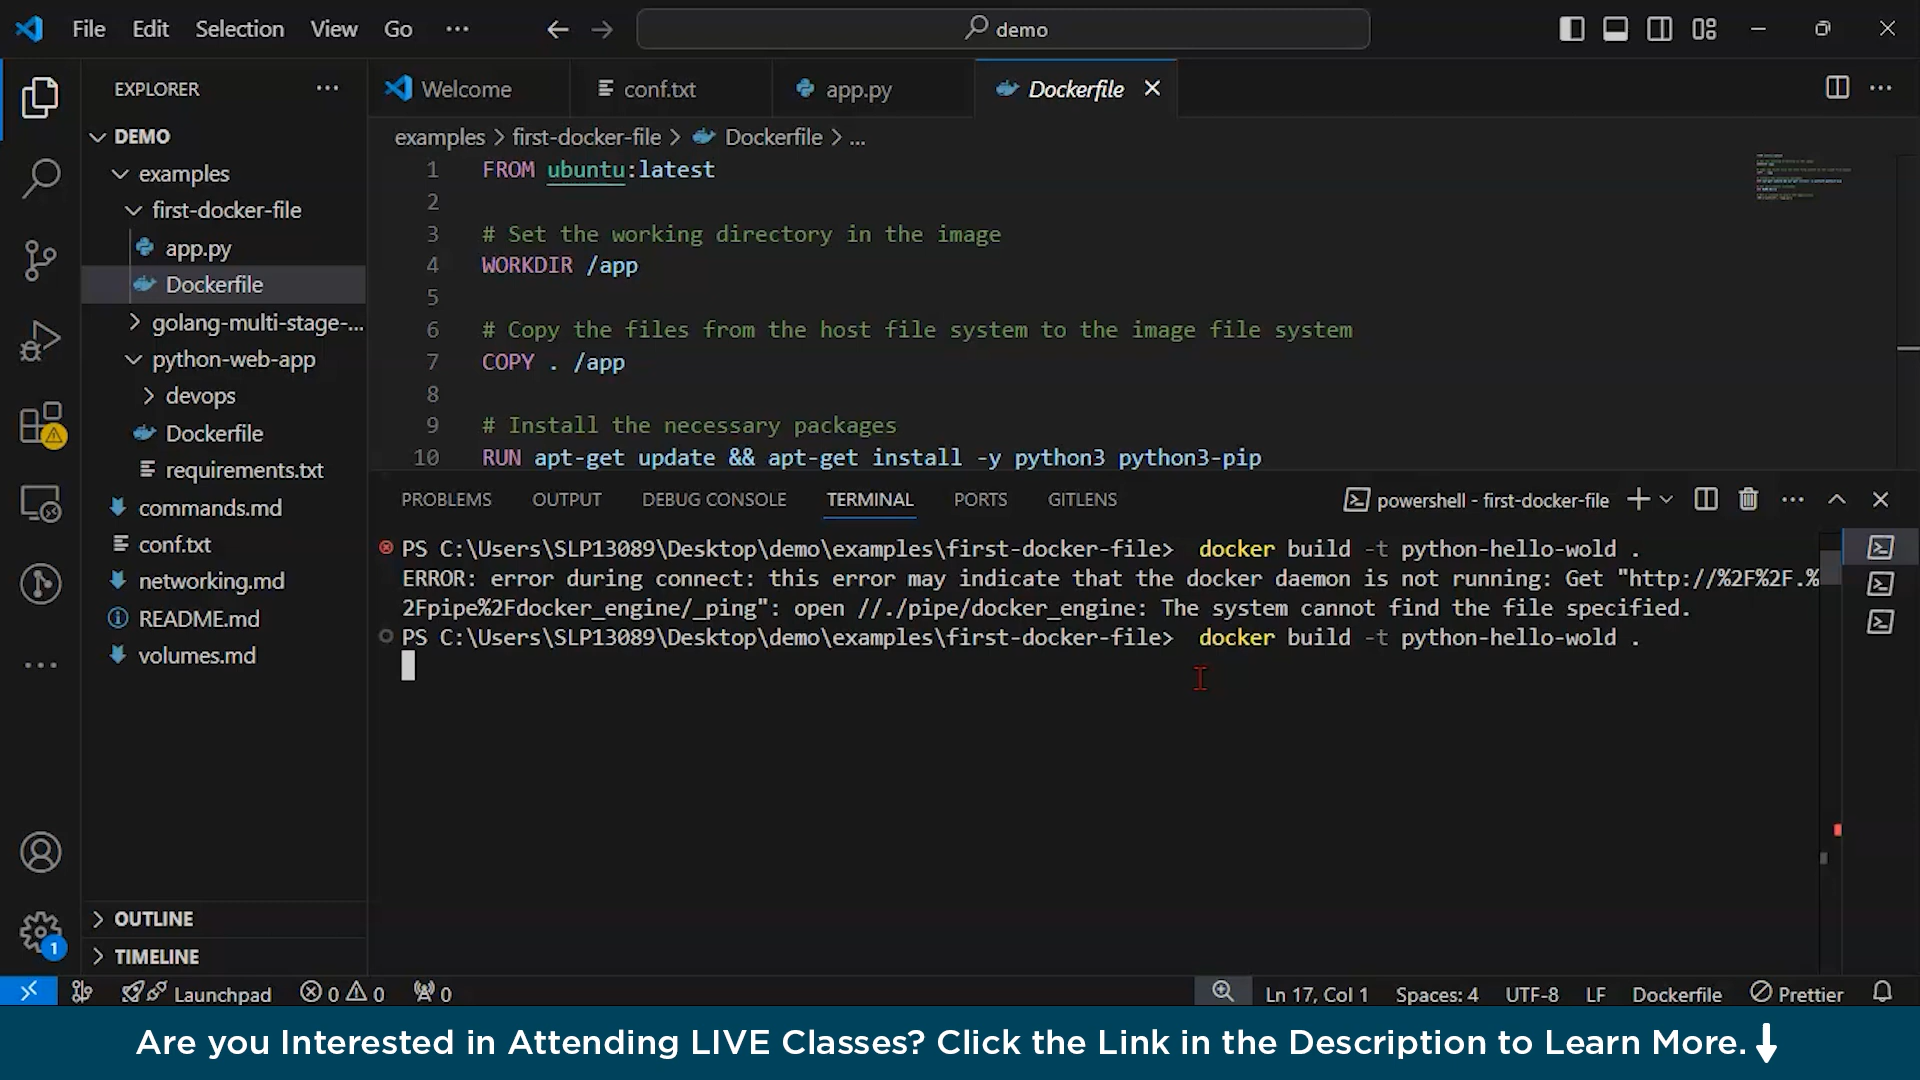 File Edit Selection View Go ··· demo
EXPLORER ···
Welcome conf.txt app.py Dockerfile
DEMO
examples
first-docker-file
app.py
Dockerfile
golang-multi-stage-...
python-web-app
devops
Dockerfile
requirements.txt
commands.md
conf.txt
networking.md
README.md
volumes.md
OUTLINE
TIMELINE
examples > first-docker-file > Dockerfile > ...
1 FROM ubuntu:latest
2
3 # Set the working directory in the image
4 WORKDIR /app
5
6 # Copy the files from the host file system to the image file system
7 COPY . /app
8
9 # Install the necessary packages
10 RUN apt-get update && apt-get install -y python3 python3-pip
PROBLEMS OUTPUT DEBUG CONSOLE TERMINAL PORTS GITLENS powershell - first-docker-file
PS C:\Users\SLP13089\Desktop\demo\examples\first-docker-file> docker build -t python-hello-wold .
ERROR: error during connect: this error may indicate that the docker daemon is not running: Get "http://%2F%2F.%
2Fpipe%2Fdocker_engine/_ping": open //./pipe/docker_engine: The system cannot find the file specified.
PS C:\Users\SLP13089\Desktop\demo\examples\first-docker-file> docker build -t python-hello-wold .
1
Launchpad 0 0 0 Ln 17, Col 1 Spaces: 4 UTF-8 LF Dockerfile Prettier
Are you Interested in Attending LIVE Classes? Click the Link in the Description to Learn More.